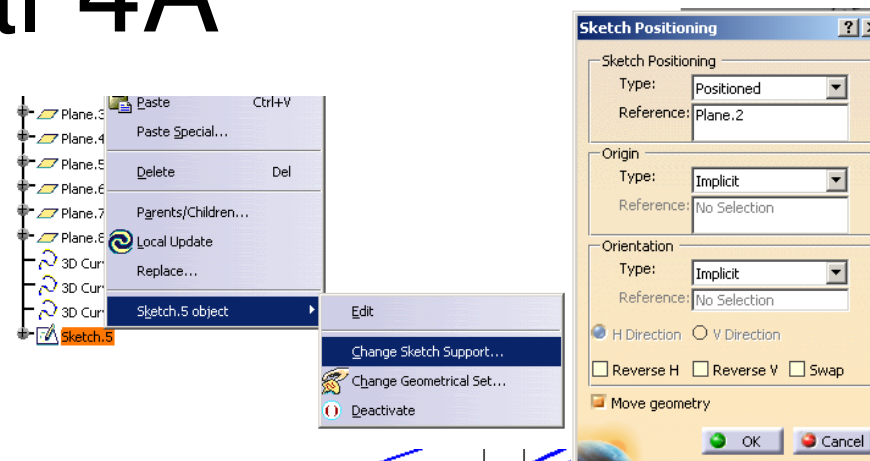 4A
Plane.3
Plane.4
Plane.5
Plane.6
Plane.7
Plane.8
3D Cur
3D Cur
3D Cur
Sketch.5
Paste Ctrl+V
Paste Special...
Delete Del
Parents/Children...
Local Update
Replace...
Sketch.5 object
Edit
Change Sketch Support...
Change Geometrical Set...
Deactivate
Sketch Positioning
Sketch Positioning
Type: Positioned
Reference: Plane.2
Origin
Type: Implicit
Reference: No Selection
Orientation
Type: Implicit
Reference: No Selection
H Direction V Direction
Reverse H Reverse V Swap
Move geometry
OK Cancel